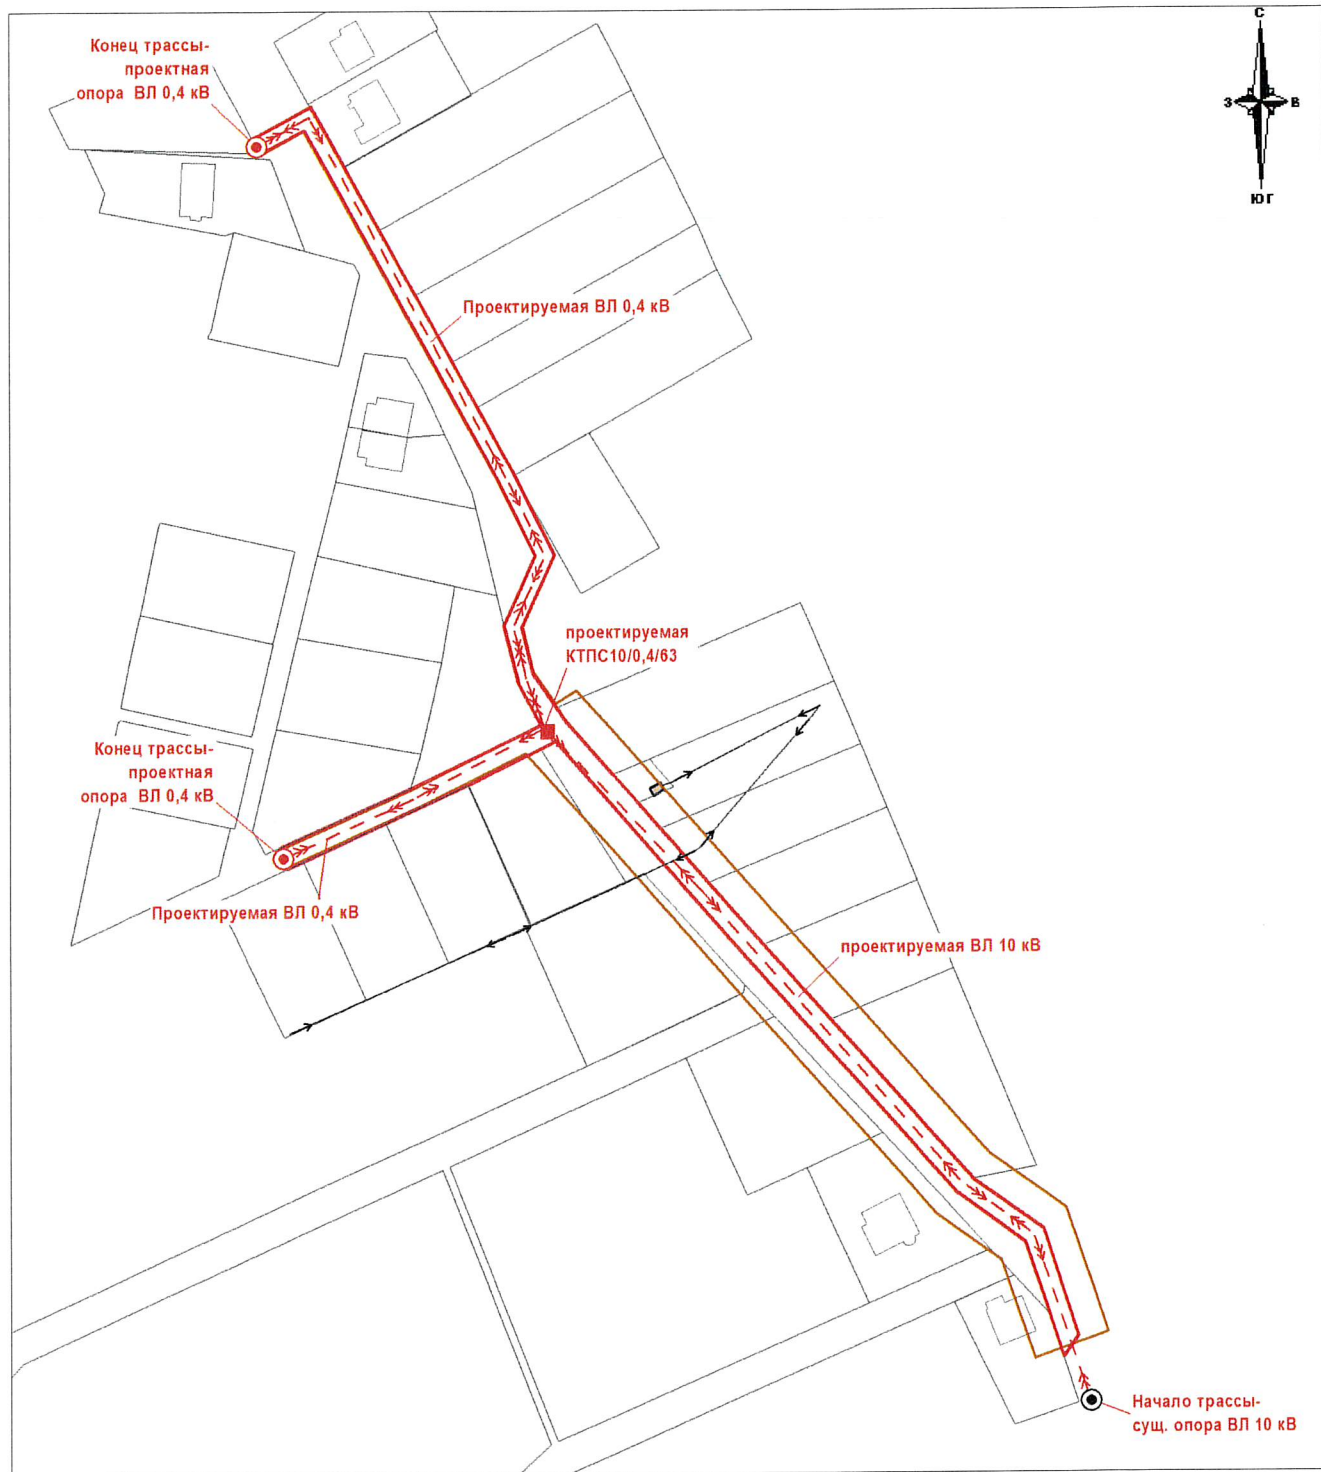 Конец трассы-
проектная
опора ВЛ 0,4 кВ
С
З
В
ЮГ
Проектируемая ВЛ 0,4 кВ
проектируемая
КТПС10/0,4/63
Конец трассы-
проектная
опора ВЛ 0,4 кВ
Проектируемая ВЛ 0,4 кВ
проектируемая ВЛ 10 кВ
Начало трассы-
сущ. опора ВЛ 10 кВ